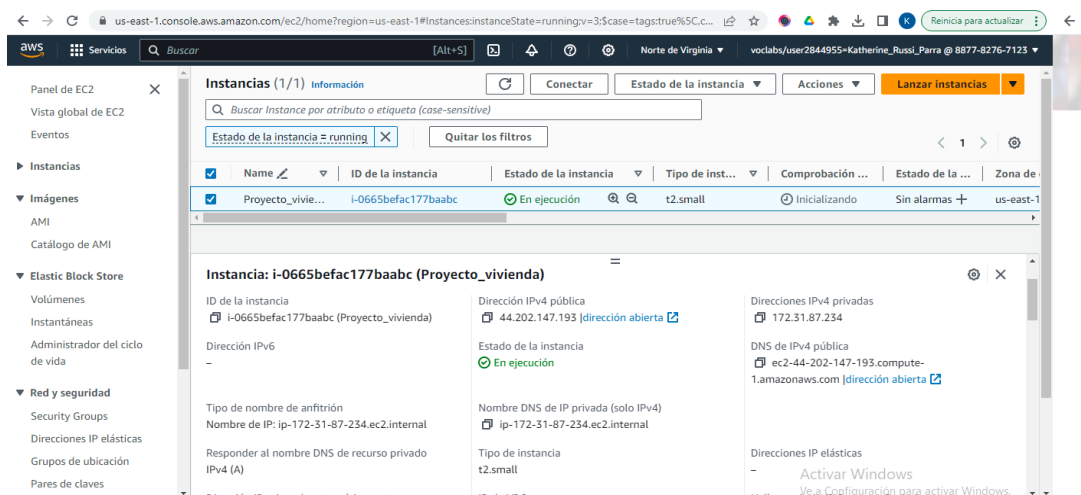 us-east-1.console.aws.amazon.com/ec2/home?region=us-east-1#Instances:instanceState=running;v=3;$case=tags:true%5C,c...
K
Reinicia para actualizar
aws
Servicios
Buscar
[Alt+S]
Norte de Virginia
voclabs/user2844955=Katherine_Russi_Parra @ 8877-8276-7123
Panel de EC2
Vista global de EC2
Eventos
Instancias
Imágenes
AMI
Catálogo de AMI
Elastic Block Store
Volúmenes
Instantáneas
Administrador del ciclo
de vida
Red y seguridad
Security Groups
Direcciones IP elásticas
Grupos de ubicación
Pares de claves
Instancias (1/1) Información
Conectar
Estado de la instancia
Acciones
Lanzar instancias
Buscar Instance por atributo o etiqueta (case-sensitive)
Estado de la instancia = running
Quitar los filtros
1
Name ID de la instancia Estado de la instancia Tipo de inst... Comprobación ... Estado de la ... Zona de
Proyecto_vivie... i-0665befac177baabc En ejecución t2.small Inicializando Sin alarmas us-east-1
Instancia: i-0665befac177baabc (Proyecto_vivienda)
ID de la instancia
i-0665befac177baabc (Proyecto_vivienda)
Dirección IPv4 pública
44.202.147.193 |dirección abierta
Direcciones IPv4 privadas
172.31.87.234
Dirección IPv6
–
Estado de la instancia
En ejecución
DNS de IPv4 pública
ec2-44-202-147-193.compute-
1.amazonaws.com |dirección abierta
Tipo de nombre de anfitrión
Nombre de IP: ip-172-31-87-234.ec2.internal
Nombre DNS de IP privada (solo IPv4)
ip-172-31-87-234.ec2.internal
Responder al nombre DNS de recurso privado
IPv4 (A)
Tipo de instancia
t2.small
Direcciones IP elásticas
–
Activar Windows
Ve a Configuración para activar Windows.